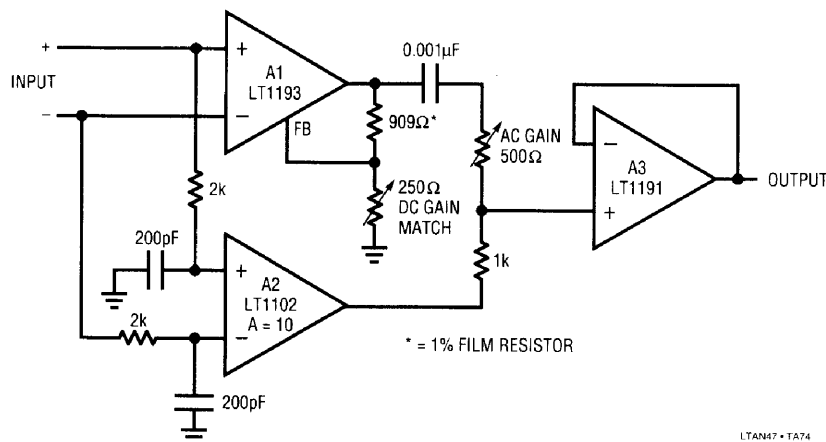 +
INPUT
−
+
−
A1
LT1193
FB
0.001µF
909Ω*
AC GAIN
500Ω
250Ω
DC GAIN
MATCH
2k
200pF
+
−
A2
LT1102
A = 10
2k
200pF
1k
−
+
A3
LT1191
OUTPUT
* = 1% FILM RESISTOR
LTAN47 • TA74